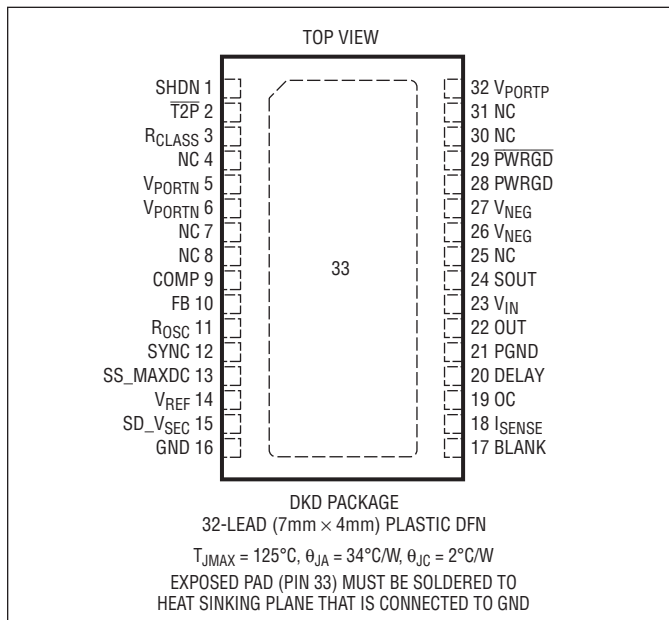 TOP VIEW
SHDN 1
T2P 2
RCLASS 3
NC 4
VPORTN 5
VPORTN 6
NC 7
NC 8
COMP 9
FB 10
ROSC 11
SYNC 12
SS_MAXDC 13
VREF 14
SD_VSEC 15
GND 16
33
32 VPORTP
31 NC
30 NC
29 PWRGD
28 PWRGD
27 VNEG
26 VNEG
25 NC
24 SOUT
23 VIN
22 OUT
21 PGND
20 DELAY
19 OC
18 ISENSE
17 BLANK
DKD PACKAGE
32-LEAD (7mm × 4mm) PLASTIC DFN
TJMAX = 125°C, θJA = 34°C/W, θJC = 2°C/W
EXPOSED PAD (PIN 33) MUST BE SOLDERED TO
HEAT SINKING PLANE THAT IS CONNECTED TO GND